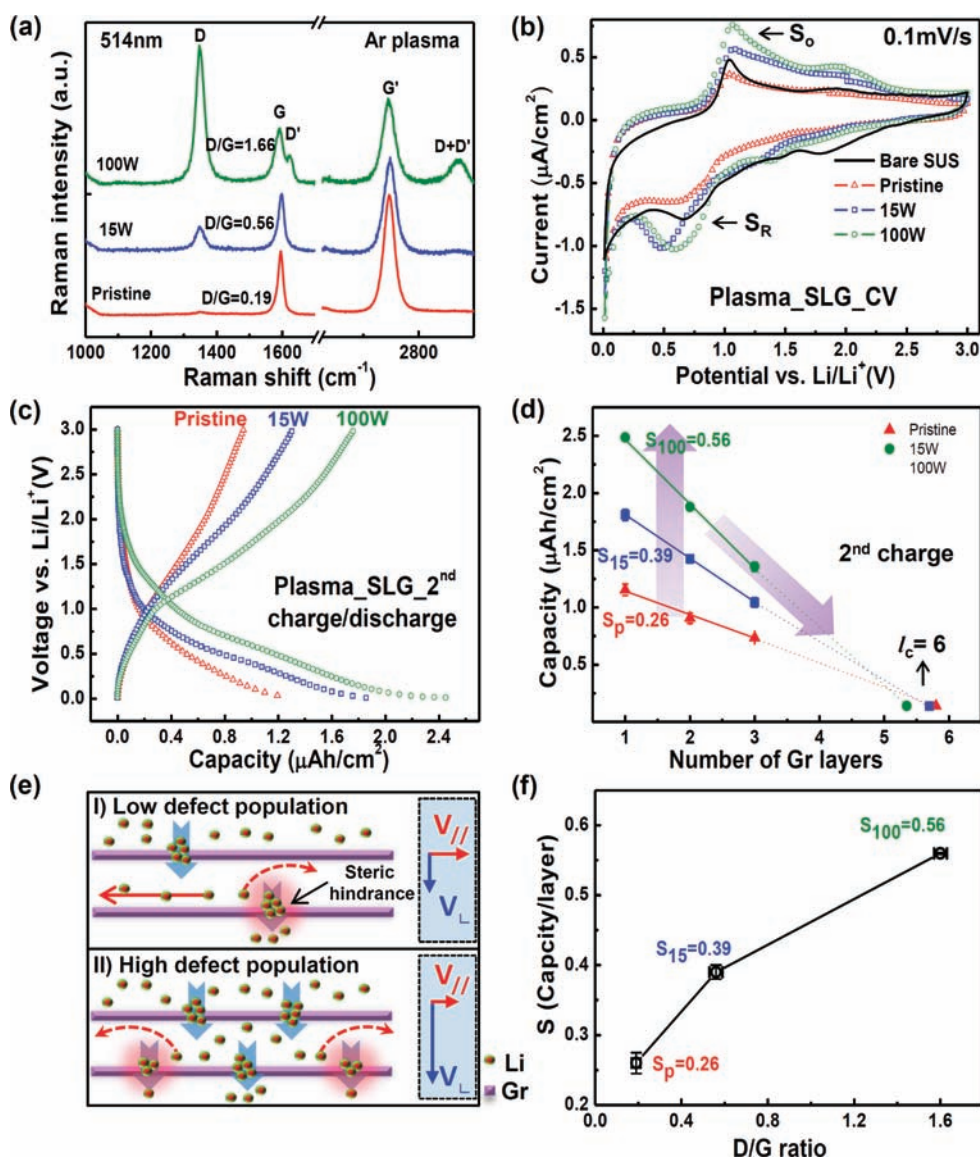 (a)
514nm
D
Ar plasma
G'
G
D'
D+D'
D/G=1.66
100W
D/G=0.56
15W
D/G=0.19
Pristine
Raman intensity (a.u.)
1000 1200 1400 1600 2800
Raman shift (cm⁻¹)
(b)
0.1mV/s
S₀
Bare SUS
Pristine
15W
100W
S_R
Plasma_SLG_CV
0.5
0.0
-0.5
-1.0
-1.5
Current (µA/cm²)
0.0 0.5 1.0 1.5 2.0 2.5 3.0
Potential vs. Li/Li⁺(V)
(c)
Pristine 15W 100W
3.0
2.5
2.0
1.5
1.0
0.5
0.0
Voltage vs. Li/Li⁺(V)
Plasma_SLG_2ⁿᵈ
charge/discharge
0.0 0.4 0.8 1.2 1.6 2.0 2.4
Capacity (µAh/cm²)
(d)
Pristine
15W
100W
S₁₀₀=0.56
S₁₅=0.39
Sₚ=0.26
2ⁿᵈ charge
l_c= 6
2.5
2.0
1.5
1.0
0.5
Capacity (µAh/cm²)
1 2 3 4 5 6
Number of Gr layers
(e)
I) Low defect population
Steric
hindrance
V//
V∟
II) High defect population
V//
V∟
Li
Gr
(f)
S₁₀₀=0.56
S₁₅=0.39
Sₚ=0.26
0.6
0.5
0.4
0.3
0.2
S (Capcity/layer)
0.0 0.4 0.8 1.2 1.6
D/G ratio